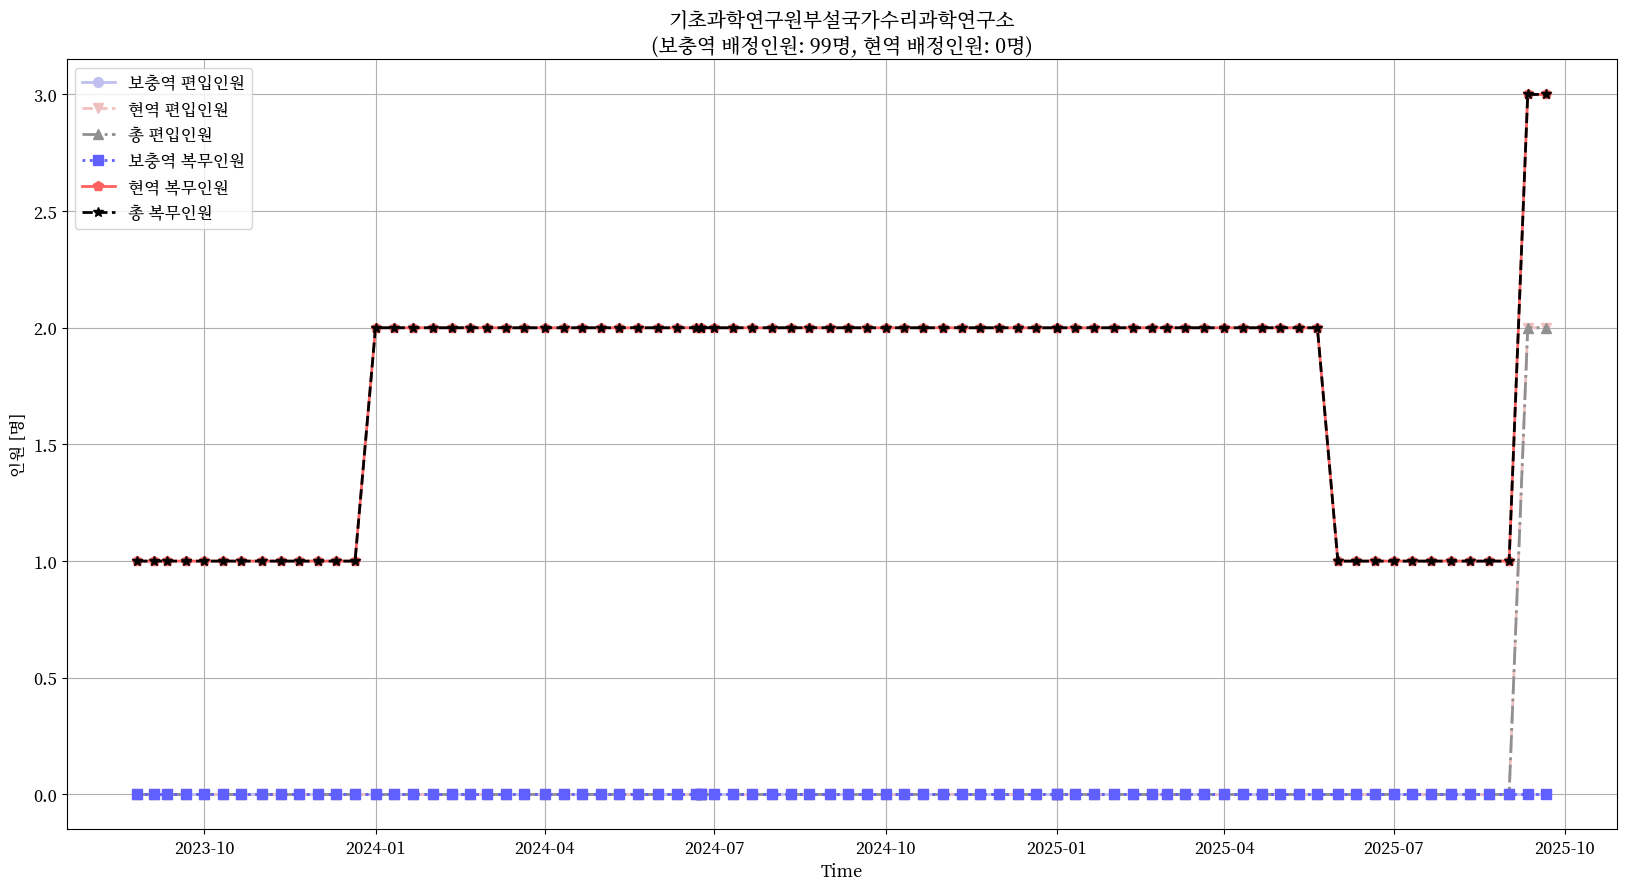 기초과학연구원부설국가수리과학연구소
(보충역 배정인원: 99명, 현역 배정인원: 0명)
보충역 편입인원
현역 편입인원
총 편입인원
보충역 복무인원
현역 복무인원
총 복무인원
3.0
2.5
2.0
1.5
1.0
0.5
0.0
인원 [명]
2023-10
2024-01
2024-04
2024-07
2024-10
2025-01
2025-04
2025-07
2025-10
Time